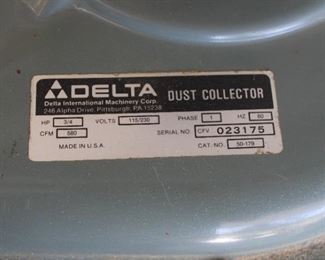 DELTA DUST COLLECTOR
Delta International Machinery Corp.
246 Alpha Drive, Pittsburgh, PA 15238
HP 3/4 VOLTS 115/230 PHASE 1 HZ 60
CFM 580 SERIAL NO CFV 023175
MADE IN U.S.A. CAT. NO 50-179